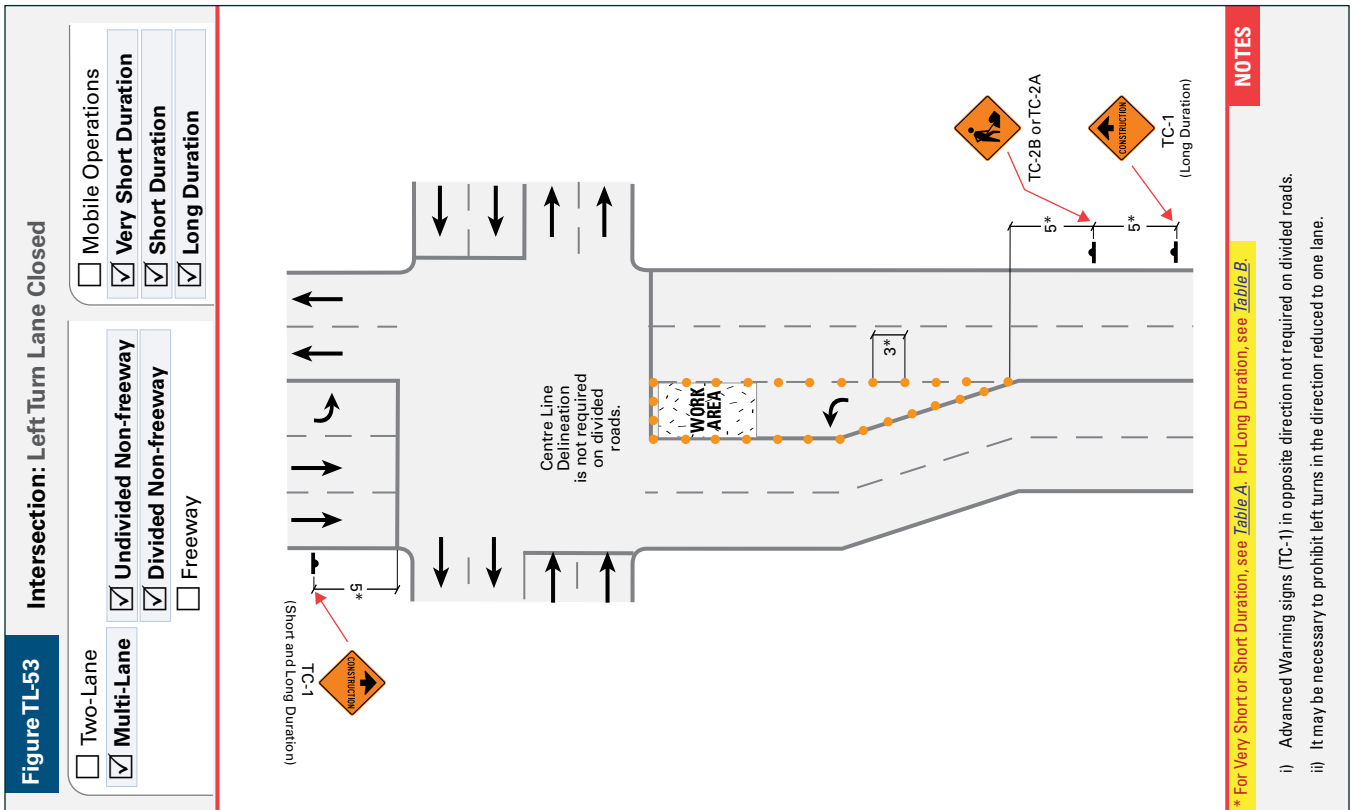 Figure TL-53
Intersection: Left Turn Lane Closed
Two-Lane
Multi-Lane
Undivided Non-freeway
Divided Non-freeway
Freeway
Mobile Operations
Very Short Duration
Short Duration
Long Duration
TC-1
(Short and Long Duration)
CONSTRUCTION
5*
Centre Line
Delineation
is not required
on divided
roads.
WORK
AREA
3*
TC-2B or TC-2A
5*
5*
CONSTRUCTION
TC-1
(Long Duration)
NOTES
* For Very Short or Short Duration, see Table A. For Long Duration, see Table B.
i) Advanced Warning signs (TC-1) in opposite direction not required on divided roads.
ii) It may be necessary to prohibit left turns in the direction reduced to one lane.